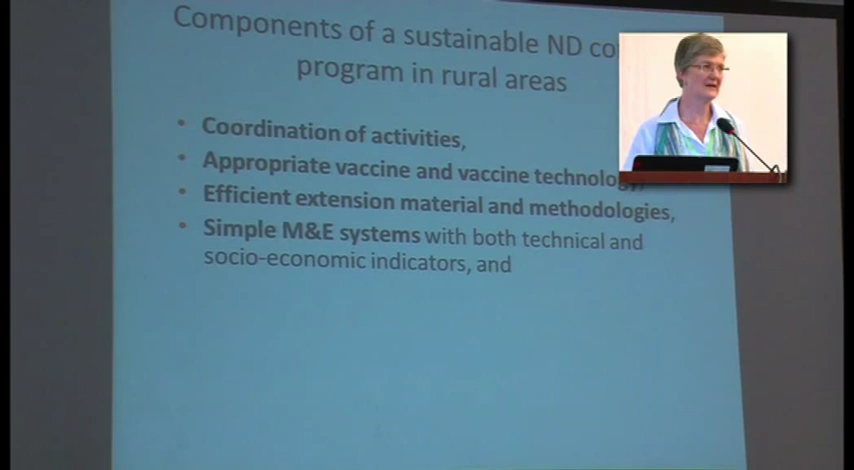 Components of a sustainable ND co
program in rural areas
• Coordination of activities,
• Appropriate vaccine and vaccine technology,
• Efficient extension material and methodologies,
• Simple M&E systems with both technical and
socio-economic indicators, and